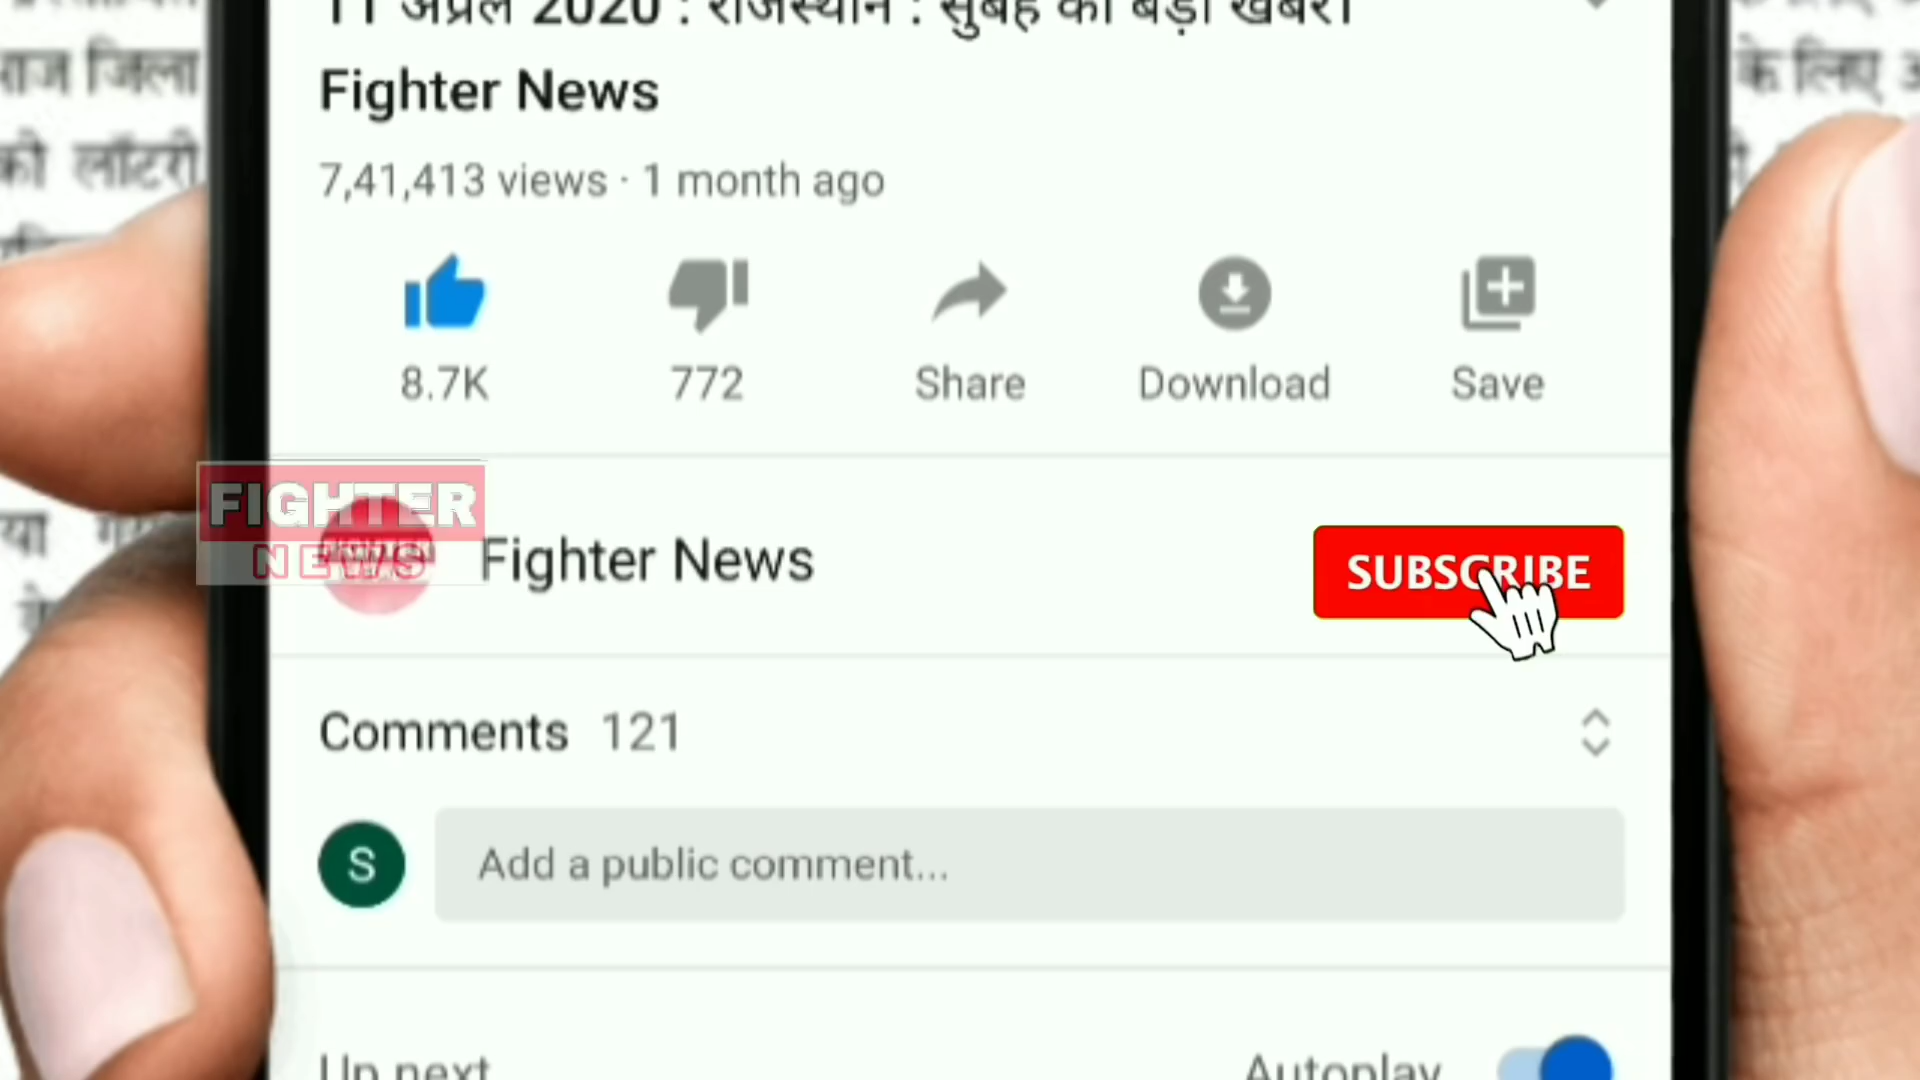 11 अप्रैल 2020 : राजस्थान : सुबह की बड़ी खबरें।
Fighter News
7,41,413 views · 1 month ago
8.7K
772
Share
Download
Save
FIGHTER
NEWS
Fighter News
SUBSCRIBE
Comments 121
S
Add a public comment...
Up next
Autoplay
ाज जिला
की लॉटरी
के लिए